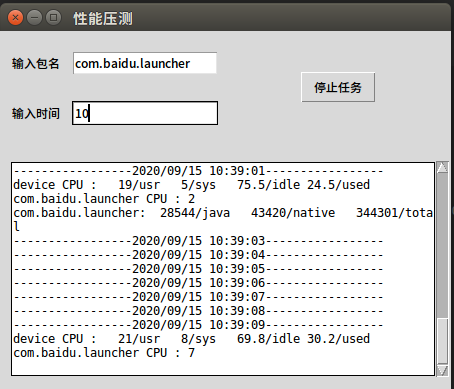 性能压测
输入包名 com.baidu.launcher
停止任务
输入时间 10
------------------2020/09/15 10:39:01------------------
device CPU :   19/usr   5/sys   75.5/idle 24.5/used
com.baidu.launcher CPU : 2
com.baidu.launcher:  28544/java   43420/native   344301/tota
l
------------------2020/09/15 10:39:03------------------
------------------2020/09/15 10:39:04------------------
------------------2020/09/15 10:39:05------------------
------------------2020/09/15 10:39:06------------------
------------------2020/09/15 10:39:07------------------
------------------2020/09/15 10:39:08------------------
------------------2020/09/15 10:39:09------------------
device CPU :   21/usr   8/sys   69.8/idle 30.2/used
com.baidu.launcher CPU : 7